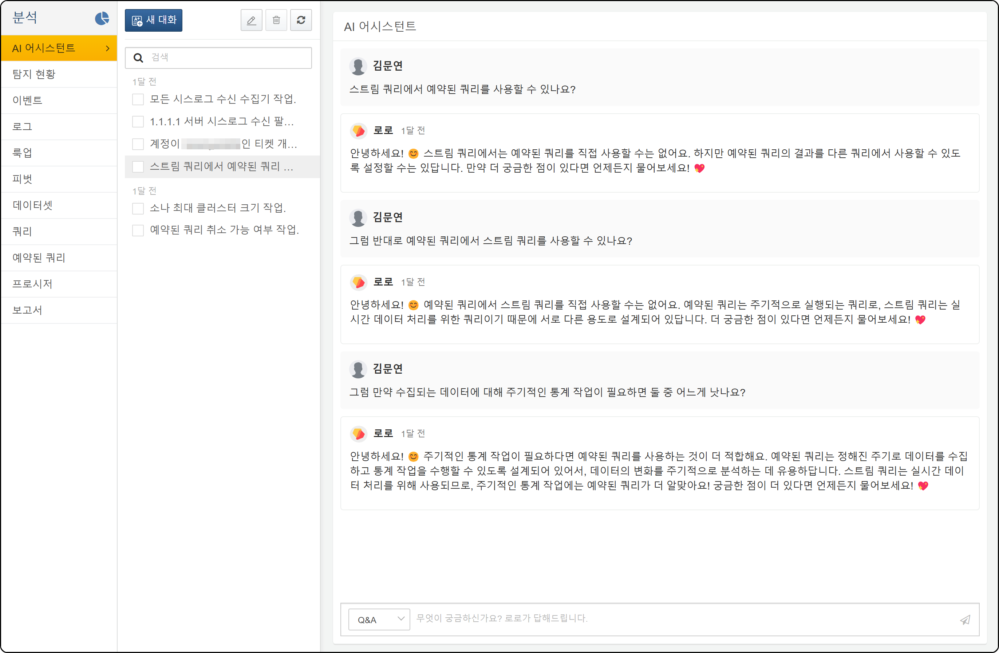 분석
AI 어시스턴트
탐지 현황
이벤트
로그
룩업
피벗
데이터셋
쿼리
예약된 쿼리
프로시저
보고서
새 대화
검색
1달 전
모든 시스로그 수신 수집기 작업.
1.1.1.1 서버 시스로그 수신 팔...
계정이 인 티켓 개...
스트림 쿼리에서 예약된 쿼리 ...
1달 전
소나 최대 클러스터 크기 작업.
예약된 쿼리 취소 가능 여부 작업.
AI 어시스턴트
김문연
스트림 쿼리에서 예약된 쿼리를 사용할 수 있나요?
로로 1달 전
안녕하세요! 😊 스트림 쿼리에서는 예약된 쿼리를 직접 사용할 수는 없어요. 하지만 예약된 쿼리의 결과를 다른 쿼리에서 사용할 수 있도
록 설정할 수는 있답니다. 만약 더 궁금한 점이 있다면 언제든지 물어보세요! 💖
김문연
그럼 반대로 예약된 쿼리에서 스트림 쿼리를 사용할 수 있나요?
로로 1달 전
안녕하세요! 😊 예약된 쿼리에서 스트림 쿼리를 직접 사용할 수는 없어요. 예약된 쿼리는 주기적으로 실행되는 쿼리로, 스트림 쿼리는 실
시간 데이터 처리를 위한 쿼리이기 때문에 서로 다른 용도로 설계되어 있답니다. 더 궁금한 점이 있다면 언제든지 물어보세요! 💖
김문연
그럼 만약 수집되는 데이터에 대해 주기적인 통계 작업이 필요하면 둘 중 어느게 낫나요?
로로 1달 전
안녕하세요! 😊 주기적인 통계 작업이 필요하다면 예약된 쿼리를 사용하는 것이 더 적합해요. 예약된 쿼리는 정해진 주기로 데이터를 수집
하고 통계 작업을 수행할 수 있도록 설계되어 있어서, 데이터의 변화를 주기적으로 분석하는 데 유용하답니다. 스트림 쿼리는 실시간 데이
터 처리를 위해 사용되므로, 주기적인 통계 작업에는 예약된 쿼리가 더 알맞아요! 궁금한 점이 더 있다면 언제든지 물어보세요! 💖
Q&A
무엇이 궁금하신가요? 로로가 답해드립니다.